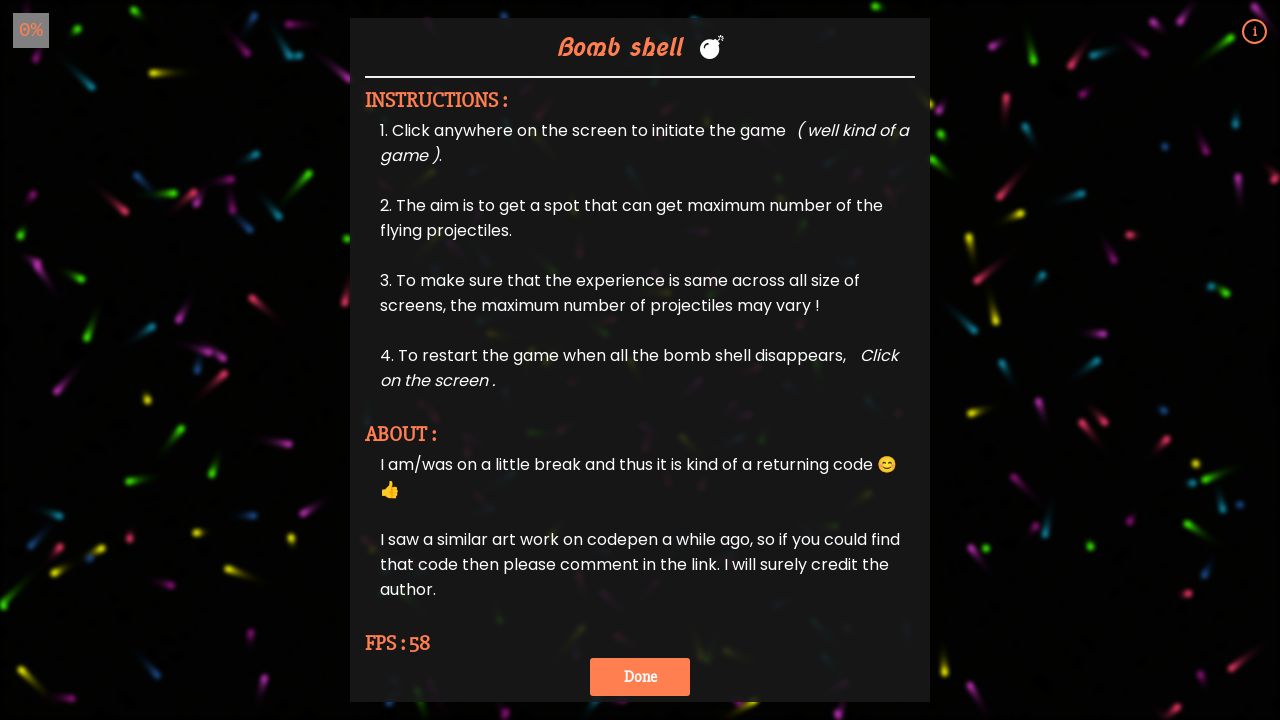 0%
i
Bomb shell 💣
INSTRUCTIONS :
1. Click anywhere on the screen to initiate the game ( well kind of a
game ).
2. The aim is to get a spot that can get maximum number of the
flying projectiles.
3. To make sure that the experience is same across all size of
screens, the maximum number of projectiles may vary !
4. To restart the game when all the bomb shell disappears, Click
on the screen .
ABOUT :
I am/was on a little break and thus it is kind of a returning code 😊
👍
I saw a similar art work on codepen a while ago, so if you could find
that code then please comment in the link. I will surely credit the
author.
FPS : 58
Done